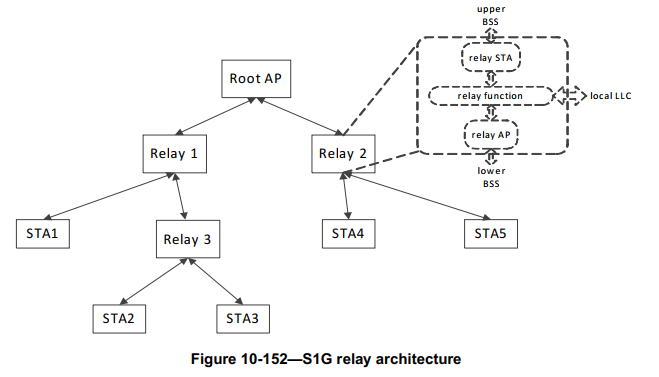 upper
BSS
relay STA
Root AP
relay function
local LLC
relay AP
Relay 1
Relay 2
lower
BSS
STA1
Relay 3
STA4
STA5
STA2
STA3
Figure 10-152—S1G relay architecture